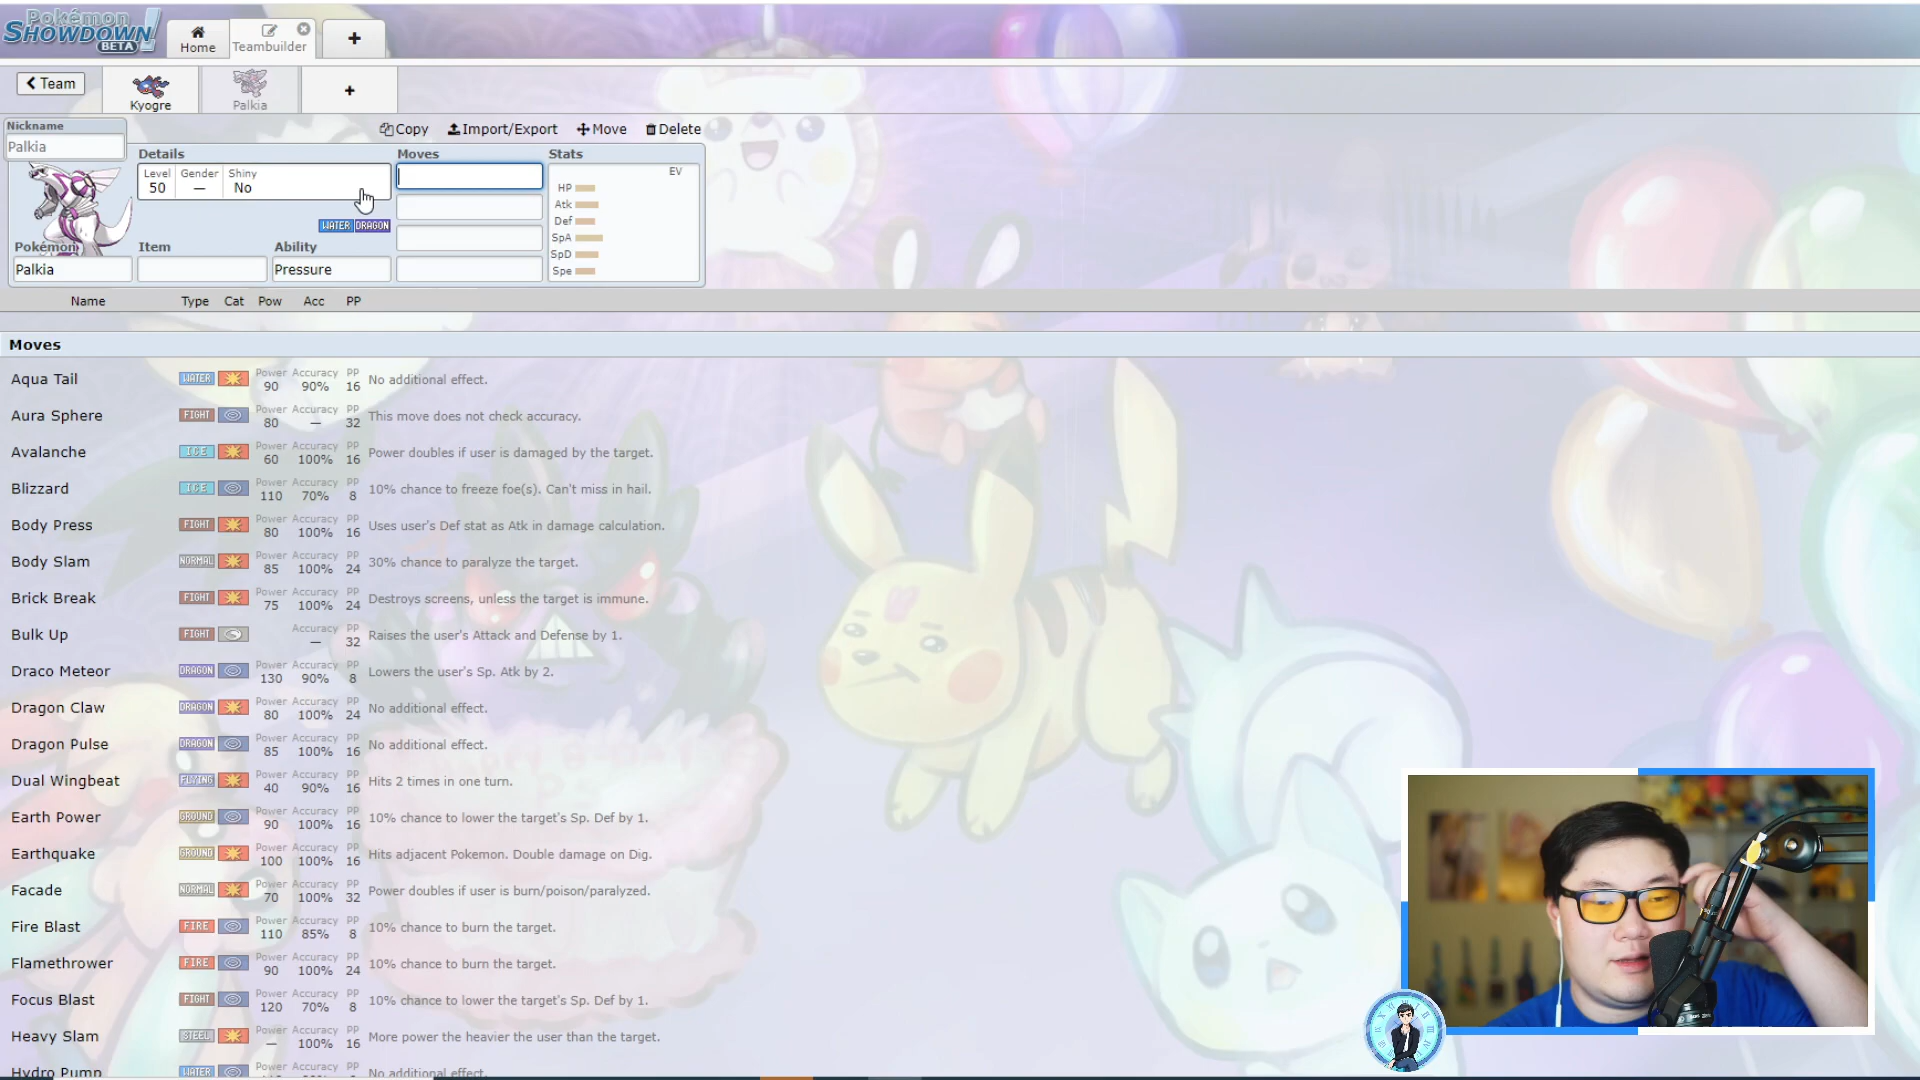 Pokémon
SHOWDOWN!
BETA
Home
Teambuilder
+
Team
Kyogre
Palkia
+
Copy Import/Export Move Delete
Nickname
Palkia
Details
Level Gender Shiny
50 — No
WATER DRAGON
Pokémon
Palkia
Item
Ability
Pressure
Moves
Stats
EV
HP
Atk
Def
SpA
SpD
Spe
Name Type Cat Pow Acc PP
Moves
Aqua Tail WATER Power 90 Accuracy 90% PP 16 No additional effect.
Aura Sphere FIGHT Power 80 Accuracy — PP 32 This move does not check accuracy.
Avalanche ICE Power 60 Accuracy 100% PP 16 Power doubles if user is damaged by the target.
Blizzard ICE Power 110 Accuracy 70% PP 8 10% chance to freeze foe(s). Can't miss in hail.
Body Press FIGHT Power 80 Accuracy 100% PP 16 Uses user's Def stat as Atk in damage calculation.
Body Slam NORMAL Power 85 Accuracy 100% PP 24 30% chance to paralyze the target.
Brick Break FIGHT Power 75 Accuracy 100% PP 24 Destroys screens, unless the target is immune.
Bulk Up FIGHT Accuracy — PP 32 Raises the user's Attack and Defense by 1.
Draco Meteor DRAGON Power 130 Accuracy 90% PP 8 Lowers the user's Sp. Atk by 2.
Dragon Claw DRAGON Power 80 Accuracy 100% PP 24 No additional effect.
Dragon Pulse DRAGON Power 85 Accuracy 100% PP 16 No additional effect.
Dual Wingbeat FLYING Power 40 Accuracy 90% PP 16 Hits 2 times in one turn.
Earth Power GROUND Power 90 Accuracy 100% PP 16 10% chance to lower the target's Sp. Def by 1.
Earthquake GROUND Power 100 Accuracy 100% PP 16 Hits adjacent Pokemon. Double damage on Dig.
Facade NORMAL Power 70 Accuracy 100% PP 32 Power doubles if user is burn/poison/paralyzed.
Fire Blast FIRE Power 110 Accuracy 85% PP 8 10% chance to burn the target.
Flamethrower FIRE Power 90 Accuracy 100% PP 24 10% chance to burn the target.
Focus Blast FIGHT Power 120 Accuracy 70% PP 8 10% chance to lower the target's Sp. Def by 1.
Heavy Slam STEEL Power — Accuracy 100% PP 16 More power the heavier the user than the target.
Hydro Pump WATER Power Accuracy PP No additional effect.